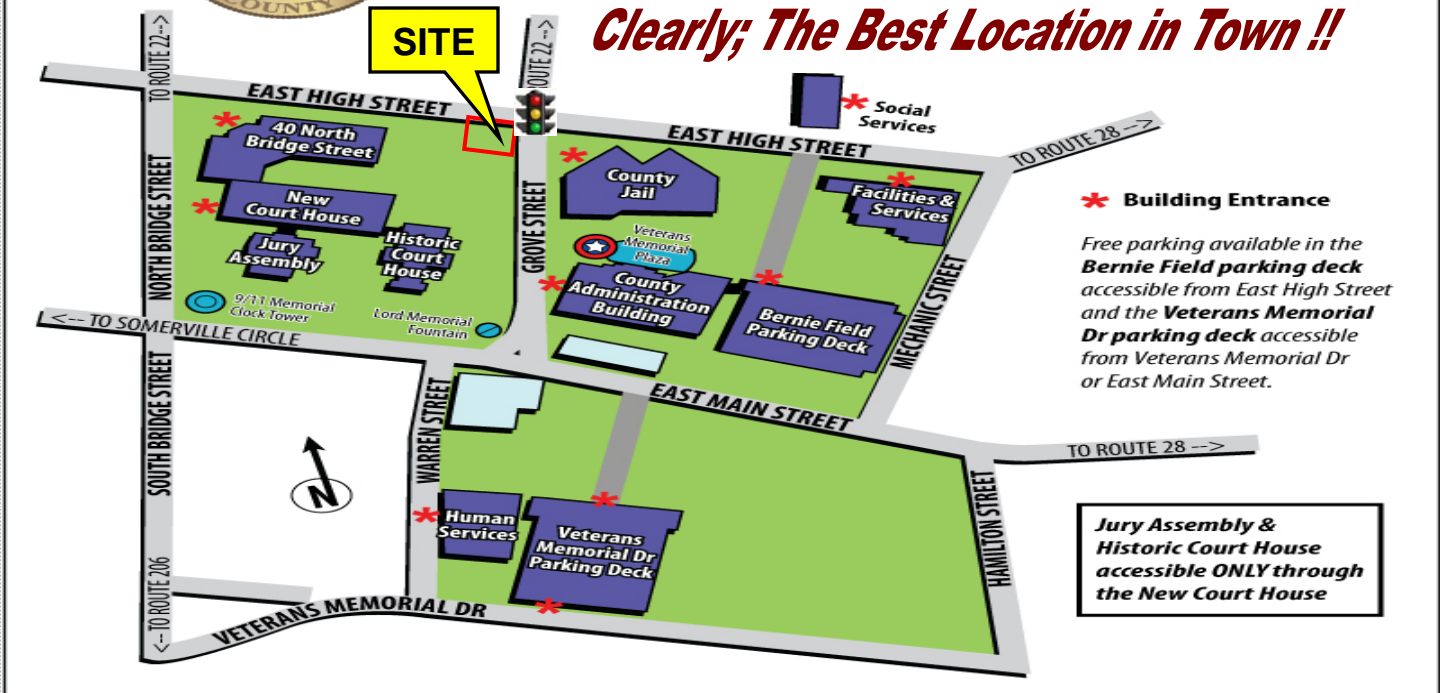 COUNTY
Clearly; The Best Location in Town !!
SITE
TO ROUTE 22-->
OUTE 22 -->
EAST HIGH STREET
EAST HIGH STREET
Social
Services
TO ROUTE 28 -->
40 North
Bridge Street
County
Jail
Facilities &
Services
New
Court House
Jury
Assembly
Historic
Court
House
Veterans
Memorial
Plaza
NORTH BRIDGE STREET
GROVE STREET
MECHANIC STREET
County
Administration
Building
Bernie Field
Parking Deck
9/11 Memorial
Clock Tower
Lord Memorial
Fountain
<-- TO SOMERVILLE CIRCLE
EAST MAIN STREET
TO ROUTE 28 -->
SOUTH BRIDGE STREET
WARREN STREET
N
Human
Services
Veterans
Memorial Dr
Parking Deck
HAMILTON STREET
<-- TO ROUTE 206
VETERANS MEMORIAL DR
* Building Entrance
Free parking available in the
Bernie Field parking deck
accessible from East High Street
and the Veterans Memorial
Dr parking deck accessible
from Veterans Memorial Dr
or East Main Street.
Jury Assembly &
Historic Court House
accessible ONLY through
the New Court House